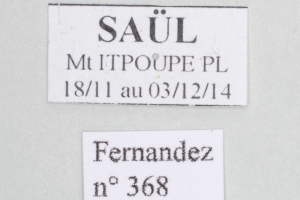 SAÜL
Mt ITPOUPE PL
18/11 au 03/12/14
Fernandez
n° 368